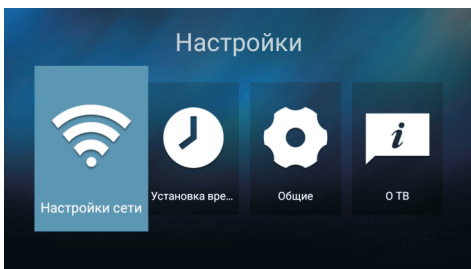 Настройки
Настройки сети
Установка вре...
Общие
О ТВ